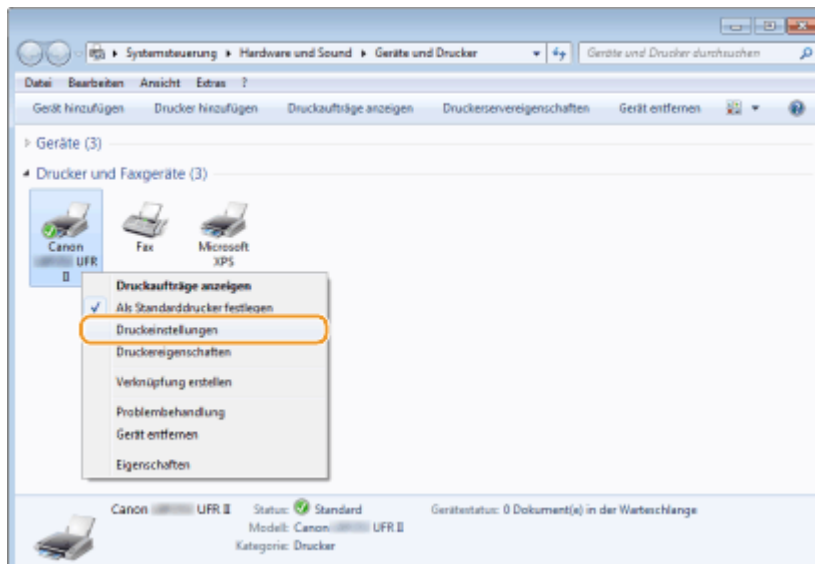 Systemsteuerung ▸ Hardware und Sound ▸ Geräte und Drucker
Geräte und Drucker durchsuchen
Datei Bearbeiten Ansicht Extras ?
Gerät hinzufügen Drucker hinzufügen Druckaufträge anzeigen Druckerservereigenschaften Gerät entfernen
Geräte (3)
Drucker und Faxgeräte (3)
Canon
UFR
II
Fax
Microsoft
XPS
Druckaufträge anzeigen
Als Standarddrucker festlegen
Druckeinstellungen
Druckereigenschaften
Verknüpfung erstellen
Problembehandlung
Gerät entfernen
Eigenschaften
Canon UFR II Status: Standard Gerätestatus: 0 Dokument(e) in der Warteschlange
Modell: Canon UFR II
Kategorie: Drucker